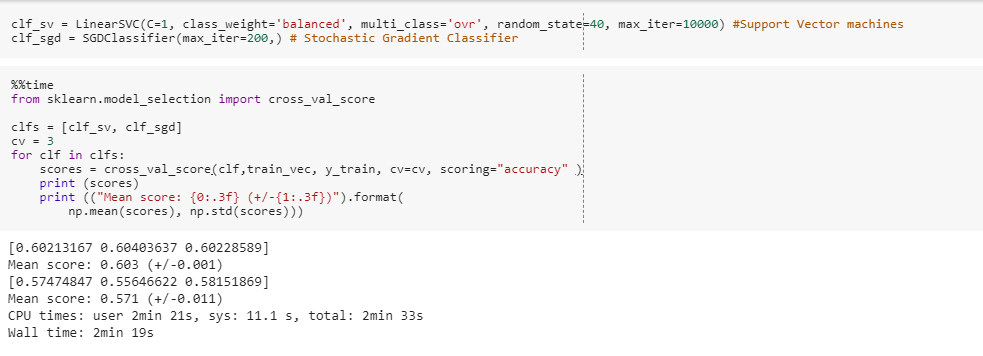 clf_sv = LinearSVC(C=1, class_weight='balanced', multi_class='ovr', random_state=40, max_iter=10000) #Support Vector machines
clf_sgd = SGDClassifier(max_iter=200,) # Stochastic Gradient Classifier
%%time
from sklearn.model_selection import cross_val_score
clfs = [clf_sv, clf_sgd]
cv = 3
for clf in clfs:
    scores = cross_val_score(clf,train_vec, y_train, cv=cv, scoring="accuracy" )
    print (scores)
    print (("Mean score: {0:.3f} (+/-{1:.3f})").format(
        np.mean(scores), np.std(scores)))
[0.60213167 0.60403637 0.60228589]
Mean score: 0.603 (+/-0.001)
[0.57474847 0.55646622 0.58151869]
Mean score: 0.571 (+/-0.011)
CPU times: user 2min 21s, sys: 11.1 s, total: 2min 33s
Wall time: 2min 19s